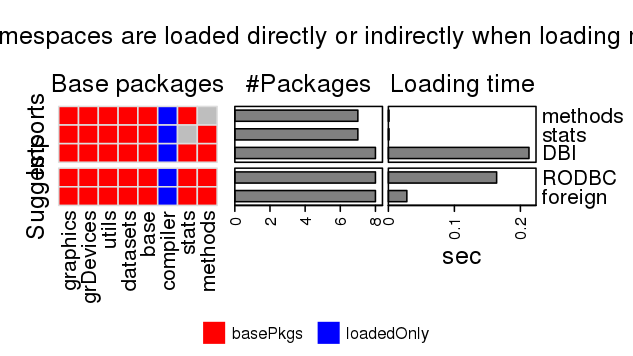 mespaces are loaded directly or indirectly when loading
Base packages #Packages Loading time
Imports
methods
stats
DBI
Suggests
RODBC
foreign
graphics grDevices utils datasets base compiler stats methods
0 2 4 6 8 0 0.1 0.2
sec
basePkgs loadedOnly